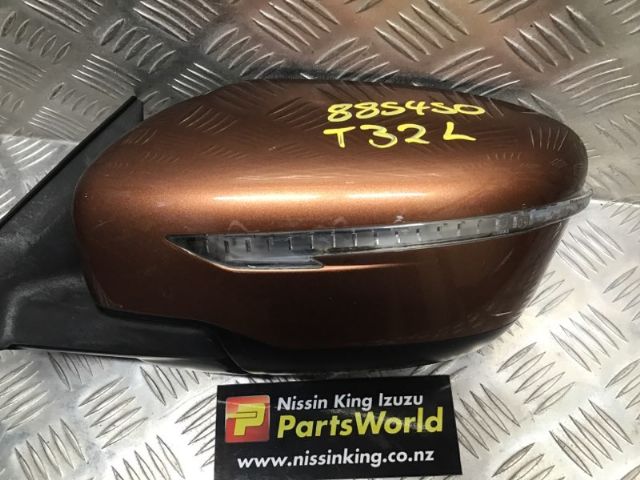 885450
T32 L
P Nissin King Izuzu
PartsWorld
www.nissinking.co.nz